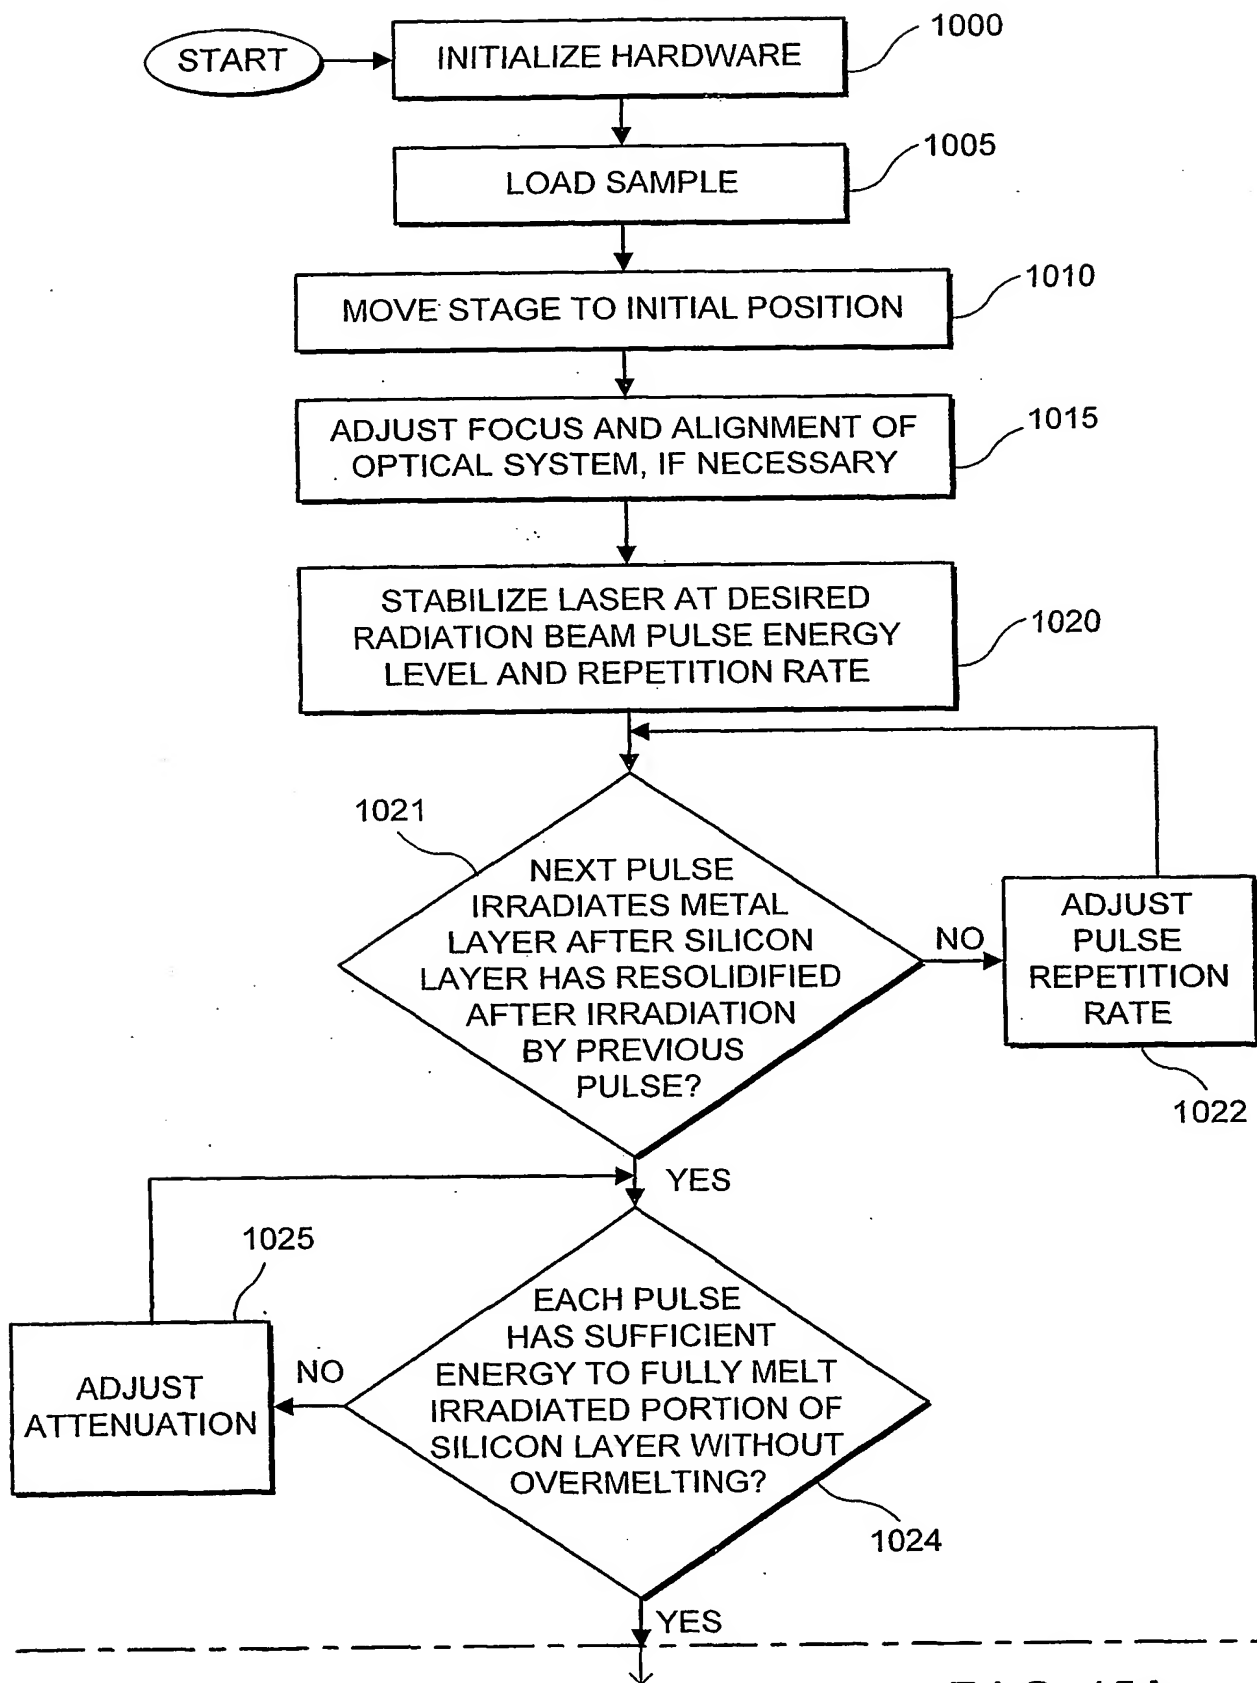 START
INITIALIZE HARDWARE
1000
LOAD SAMPLE
1005
MOVE STAGE TO INITIAL POSITION
1010
ADJUST FOCUS AND ALIGNMENT OF
OPTICAL SYSTEM, IF NECESSARY
1015
STABILIZE LASER AT DESIRED
RADIATION BEAM PULSE ENERGY
LEVEL AND REPETITION RATE
1020
1021
NEXT PULSE
IRRADIATES METAL
LAYER AFTER SILICON
LAYER HAS RESOLIDIFIED
AFTER IRRADIATION
BY PREVIOUS
PULSE?
NO
ADJUST
PULSE
REPETITION
RATE
1022
YES
1025
ADJUST
ATTENUATION
NO
EACH PULSE
HAS SUFFICIENT
ENERGY TO FULLY MELT
IRRADIATED PORTION OF
SILICON LAYER WITHOUT
OVERMELTING?
1024
YES